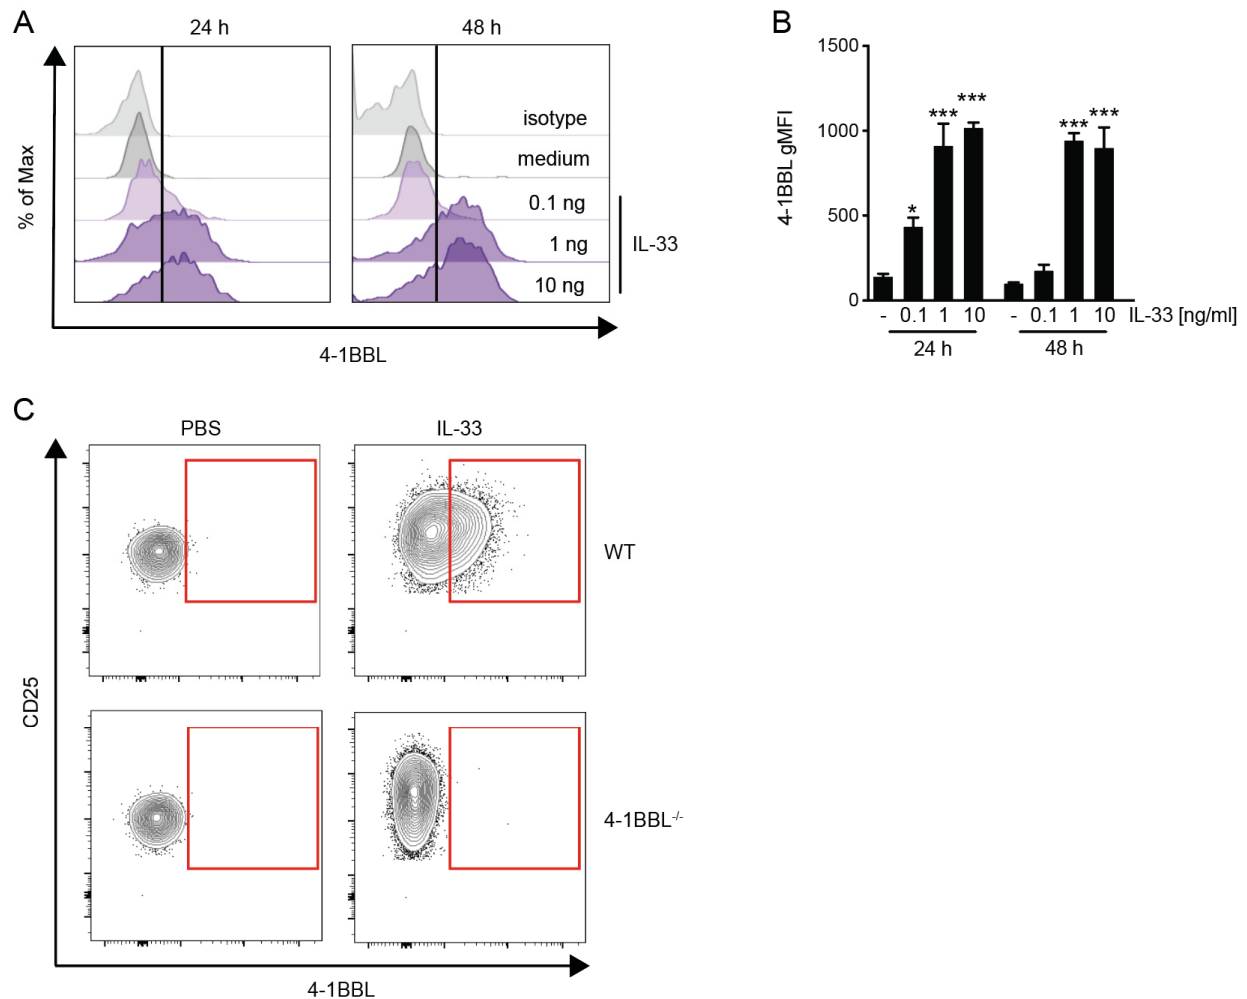 A
24 h
48 h
isotype
medium
0.1 ng
1 ng
10 ng
IL-33
% of Max
4-1BBL
B
1500
1000
500
0
4-1BBL gMFI
*
***
***
***
***
- 0.1 1 10 - 0.1 1 10 IL-33 [ng/ml]
24 h 48 h
C
PBS IL-33
WT
4-1BBL-/-
CD25
4-1BBL